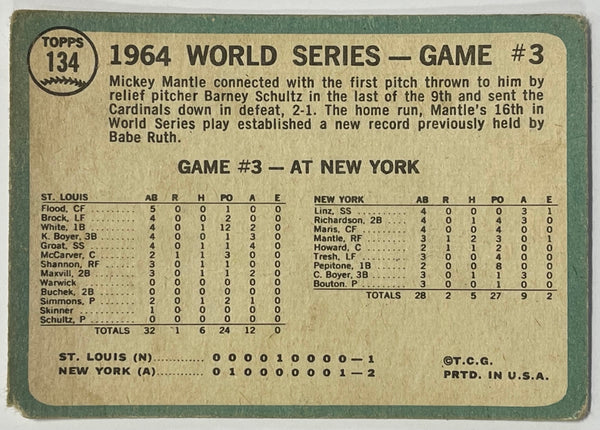 TOPPS
134
1964 WORLD SERIES — GAME #3
Mickey Mantle connected with the first pitch thrown to him by
relief pitcher Barney Schultz in the last of the 9th and sent the
Cardinals down in defeat, 2-1. The home run, Mantle's 16th in
World Series play established a new record previously held by
Babe Ruth.
GAME #3 — AT NEW YORK
ST. LOUIS AB R H PO A E
Flood, CF 5 0 0 1 0 0
Brock, LF 4 0 0 2 0 0
White, 1B 4 0 1 12 2 0
K. Boyer, 3B 4 0 0 1 3 0
Groat, SS 4 0 1 1 4 0
McCarver, C 2 1 1 3 0 0
Shannon, RF 3 0 1 1 0 0
Maxvill, 2B 3 0 1 1 2 0
Warwick 0 0 0 0 0 0
Buchek, 2B 0 0 0 0 0 0
Simmons, P 2 0 1 2 1 0
Skinner 1 0 0 0 0 0
Schultz, P 0 0 0 0 0 0
TOTALS 32 1 6 24 12 0
NEW YORK AB R H PO A E
Linz, SS 4 0 0 0 3 1
Richardson, 2B 4 0 1 4 3 0
Maris, CF 4 0 0 4 0 0
Mantle, RF 3 1 2 3 0 1
Howard, C 2 1 1 2 0 0
Tresh, LF 3 0 0 4 0 0
Pepitone, 1B 2 0 0 8 0 0
C. Boyer, 3B 3 0 1 1 3 0
Bouton, P 3 0 0 1 0 0
TOTALS 28 2 5 27 9 2
ST. LOUIS (N) 0 0 0 0 1 0 0 0 0—1
NEW YORK (A) 0 1 0 0 0 0 0 0 1—2
©T.C.G.
PRTD. IN U.S.A.